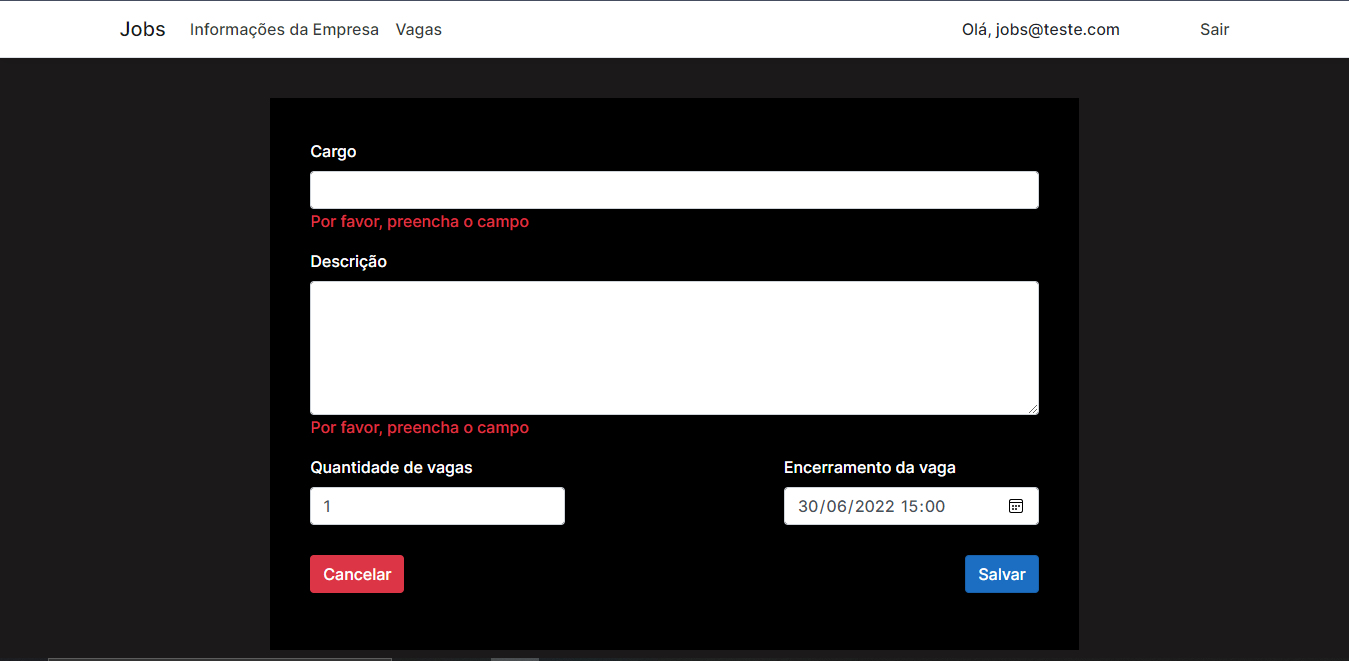 Jobs Informações da Empresa Vagas Olá, jobs@teste.com Sair
Cargo
Por favor, preencha o campo
Descrição
Por favor, preencha o campo
Quantidade de vagas Encerramento da vaga
1 30/06/2022 15:00
Cancelar Salvar